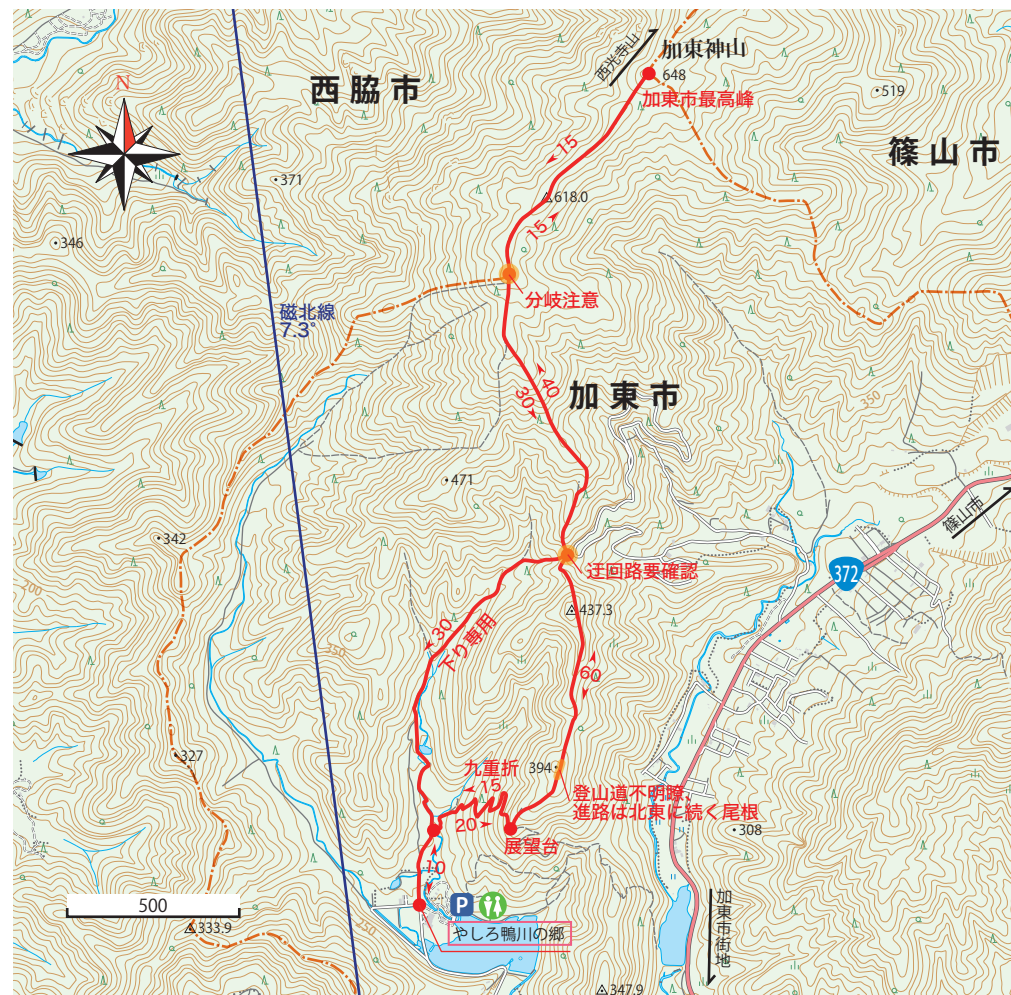 西光寺山
加東神山
648
加東市最高峰
519
西脇市
篠山市
N
371
346
15
618.0
15
分岐注意
磁北線
7.3°
40
30
加東市
350
471
342
篠山市
迂回路要確認
372
200
437.3
30
下り専用
350
60
327
九重折
15
394
登山道不明瞭、
進路は北東に続く尾根
20
展望台
308
10
500
P
やしろ鴨川の郷
加東市街地
333.9
347.9